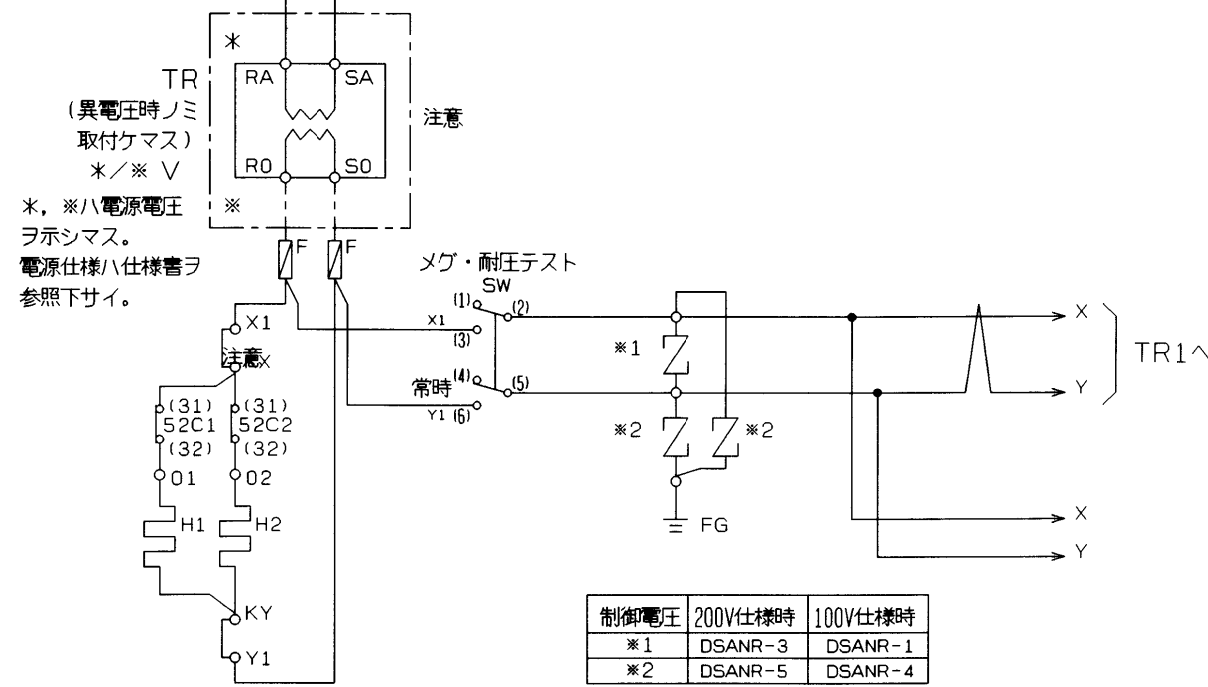 ＊
TR
RA
SA
(異電圧時ノミ
取付ケマス)
＊／※ V
注意
R0
S0
＊，※ハ電源電圧
ヲ示シマス。
電源仕様ハ仕様書ヲ
参照下サイ。
※
F
F
メグ・耐圧テスト
SW
(1)
(2)
X1
(3)
常時
(4)
(5)
Y1
(6)
X1
注意
X
(31)
52C1
(32)
(31)
52C2
(32)
01
02
H1
H2
KY
Y1
※1
※2
※2
FG
X
Y
TR1へ
X
Y
制御電圧 200V仕様時 100V仕様時
※1 DSANR-3 DSANR-1
※2 DSANR-5 DSANR-4